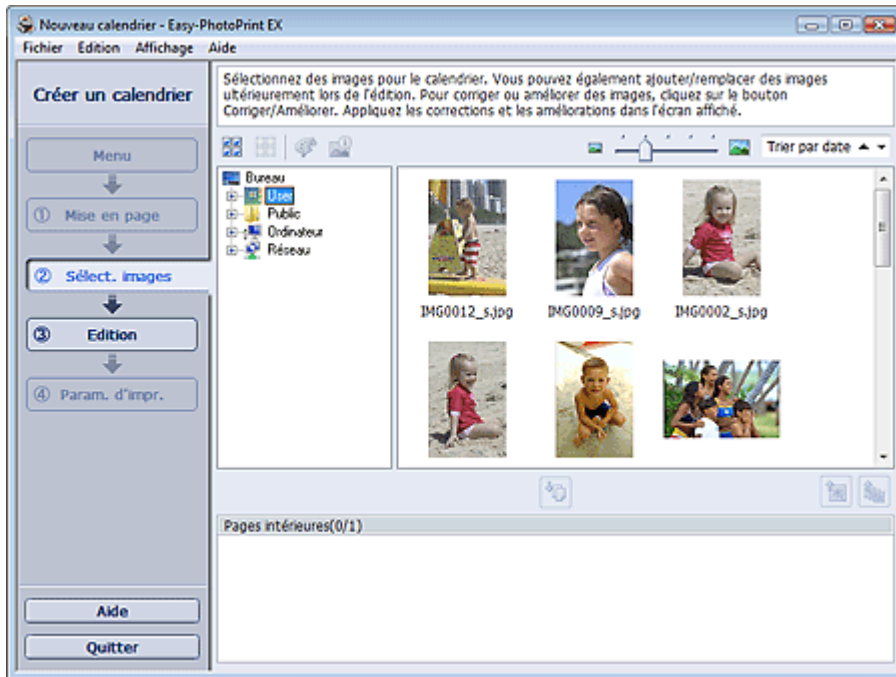 Nouveau calendrier - Easy-PhotoPrint EX
Fichier Edition Affichage Aide
Créer un calendrier
Sélectionnez des images pour le calendrier. Vous pouvez également ajouter/remplacer des images
ultérieurement lors de l'édition. Pour corriger ou améliorer des images, cliquez sur le bouton
Corriger/Améliorer. Appliquez les corrections et les améliorations dans l'écran affiché.
Menu
① Mise en page
② Sélect. images
③ Edition
④ Param. d'impr.
Trier par date
Bureau
User
Public
Ordinateur
Réseau
IMG0012_s.jpg
IMG0009_s.jpg
IMG0002_s.jpg
Pages intérieures(0/1)
Aide
Quitter